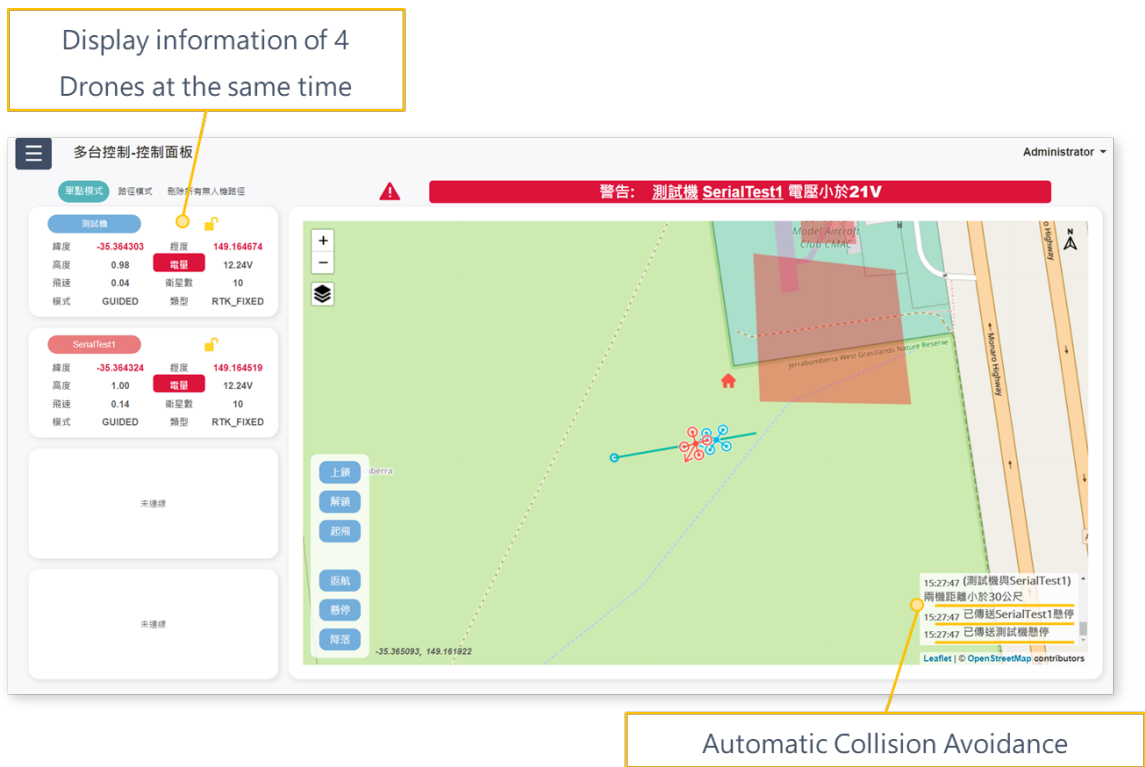 Display information of 4
Drones at the same time
多台控制-控制面板
Administrator
單點模式 路徑模式 刪除所有無人機路徑
警告: 測試機 SerialTest1 電壓小於21V
測試機
緯度 -35.364303 經度 149.164674
高度 0.98 電量 12.24V
飛速 0.04 衛星數 10
模式 GUIDED 類型 RTK_FIXED
SerialTest1
緯度 -35.364324 經度 149.164519
高度 1.00 電量 12.24V
飛速 0.14 衛星數 10
模式 GUIDED 類型 RTK_FIXED
未連線
未連線
+
−
Model Aircraft
Club CMAC
N
Jerrabomberra West Grasslands Nature Reserve
Monaro Highway
o Highway
berra
上鎖
解鎖
起飛
返航
懸停
降落
-35.365093, 149.161822
15:27:47 (測試機與SerialTest1)
兩機距離小於30公尺
15:27:47 已傳送SerialTest1懸停
15:27:47 已傳送測試機懸停
Leaflet | © OpenStreetMap contributors
Automatic Collision Avoidance